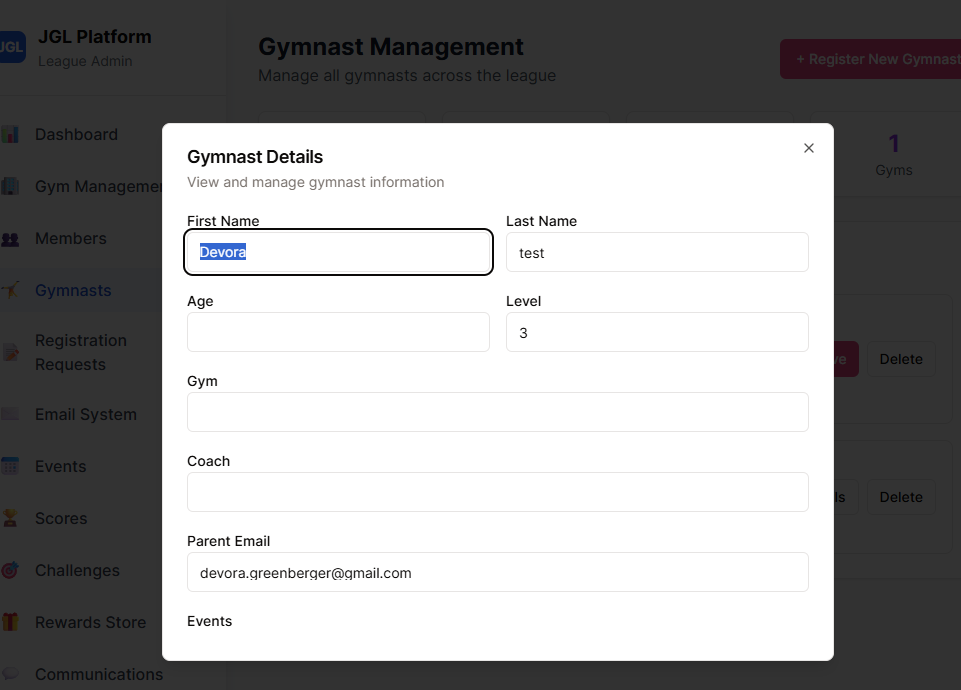 JGL
JGL Platform
League Admin
Dashboard
Gym Managemen
Members
Gymnasts
Registration
Requests
Email System
Events
Scores
Challenges
Rewards Store
Communications
Gymnast Management
Manage all gymnasts across the league
+ Register New Gymnast
1
Gyms
ve
Delete
ls
Delete
Gymnast Details
View and manage gymnast information
First Name
Last Name
Devora
test
Age
Level
3
Gym
Coach
Parent Email
devora.greenberger@gmail.com
Events